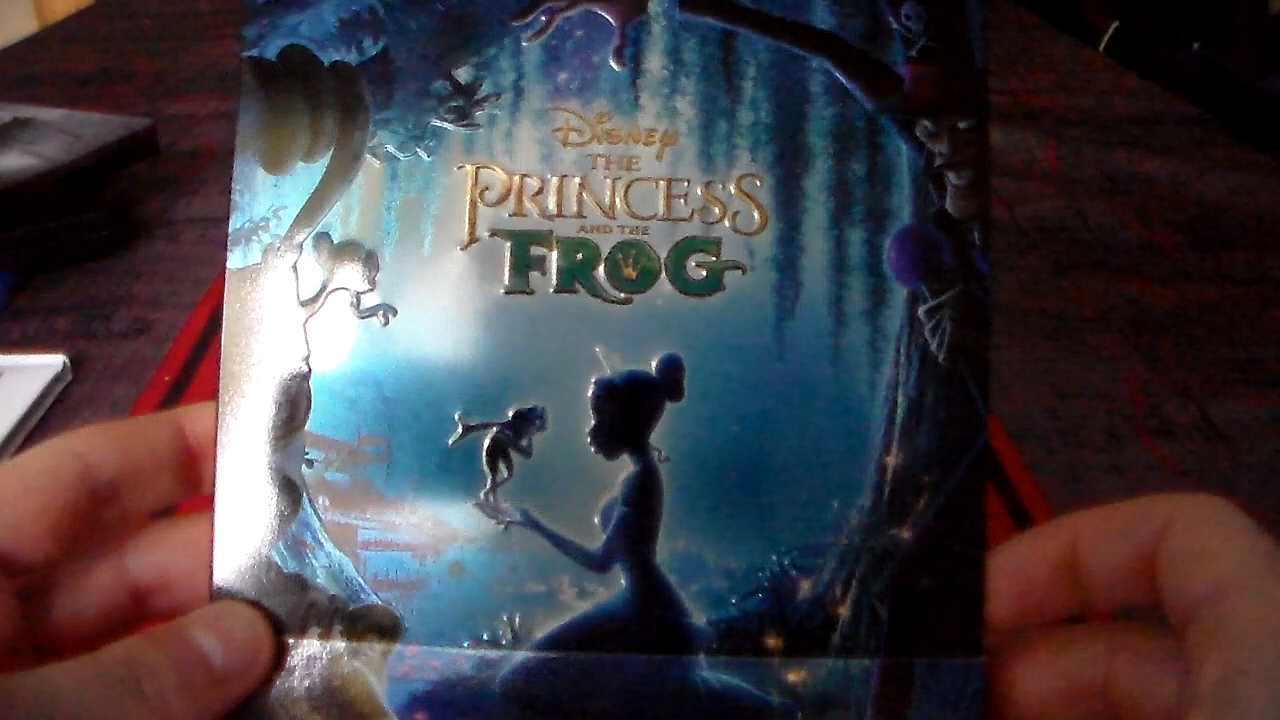 Disney
THE
PRINCESS
AND THE
FROG